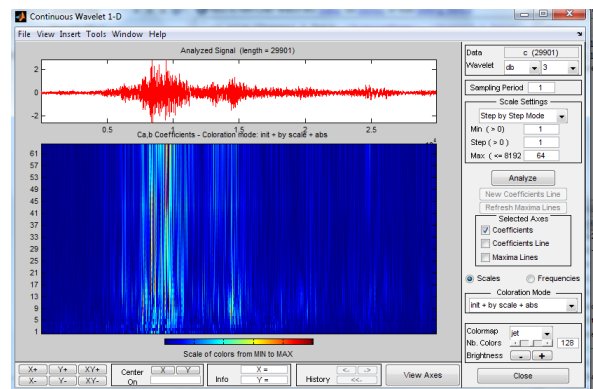 Continuous Wavelet 1-D
File View Insert Tools Window Help
Analyzed Signal (length = 29901)
2
0
-2
0.5 1 1.5 2 2.5
Ca,b Coefficients - Coloration mode: init + by scale + abs
61
57
53
49
45
41
37
33
29
25
21
17
13
9
5
1
Scale of colors from MIN to MAX
X+ Y+ XY+
X- Y- XY-
Center X Y
On
Info X =
Y =
History <- ->
<<-
View Axes
Data c (29901)
Wavelet db 3
Sampling Period 1
Scale Settings
Step by Step Mode
Min ( > 0) 1
Step ( > 0 ) 1
Max ( <= 8192 64
Analyze
New Coefficients Line
Refresh Maxima Lines
Selected Axes
Coefficients
Coefficients Line
Maxima Lines
Scales Frequencies
Coloration Mode
init + by scale + abs
Colormap jet
Nb. Colors 128
Brightness - +
Close